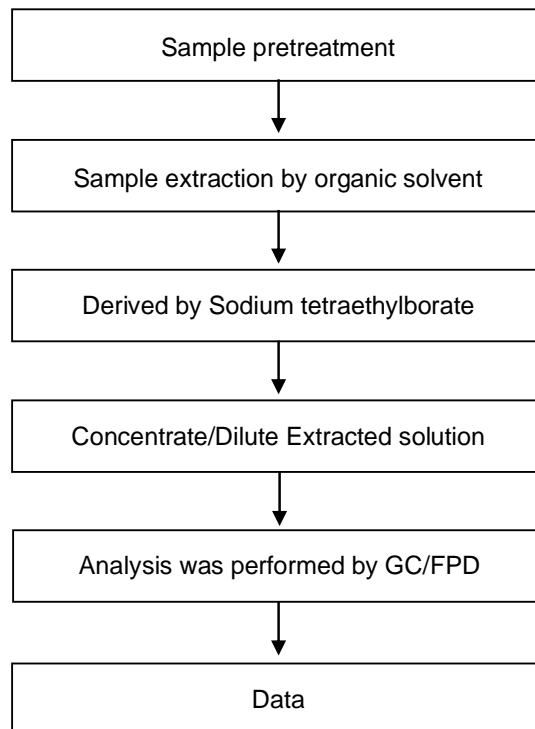 Sample pretreatment
Sample extraction by organic solvent
Derived by Sodium tetraethylborate
Concentrate/Dilute Extracted solution
Analysis was performed by GC/FPD
Data